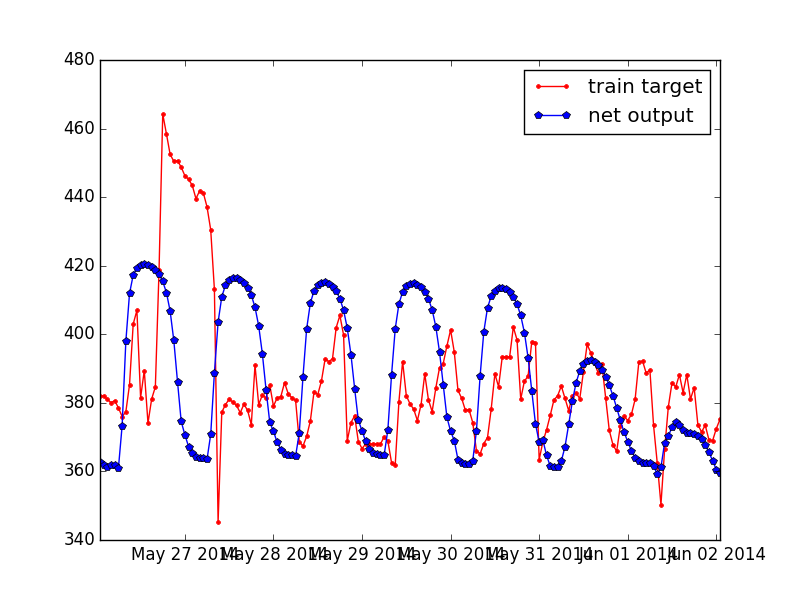 480
460
440
420
400
380
360
340
train target
net output
May 27 2014
May 28 2014
May 29 2014
May 30 2014
May 31 2014
Jun 01 2014
Jun 02 2014